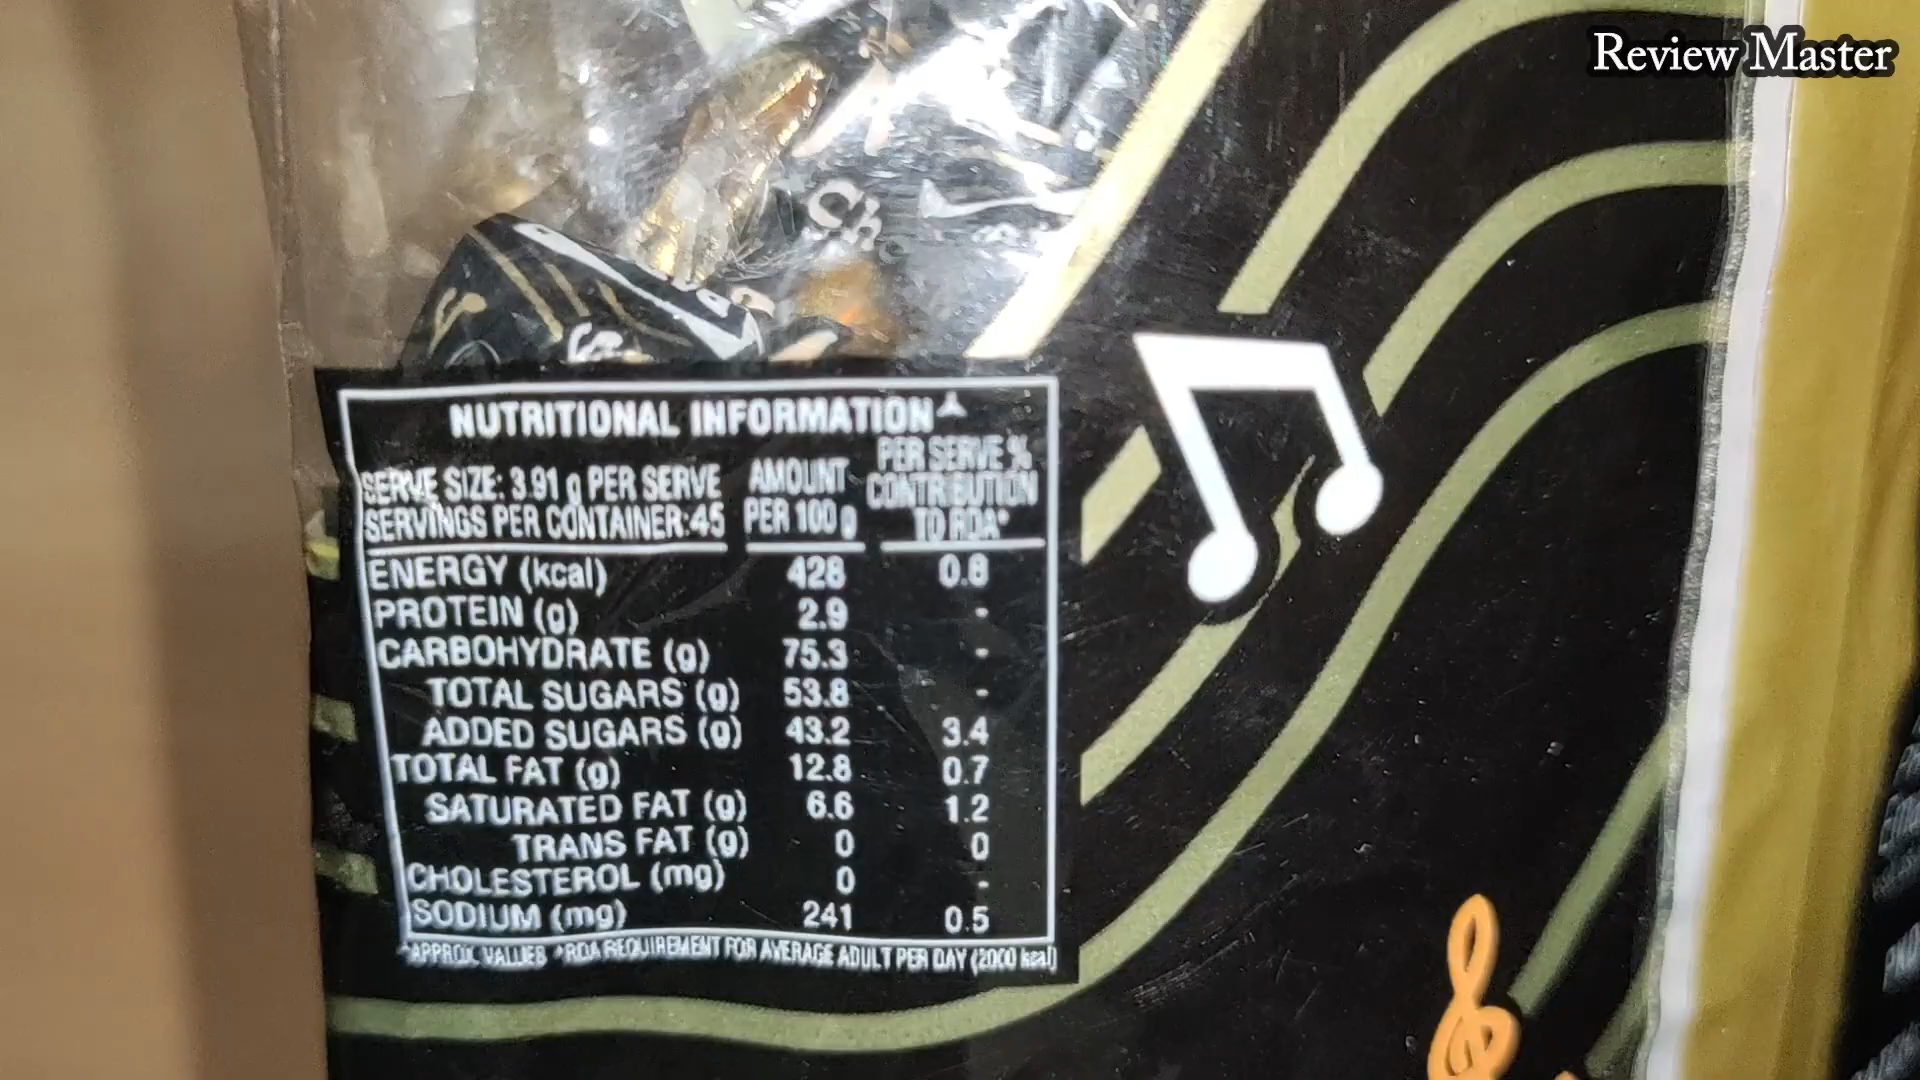 Review Master
Cho
NUTRITIONAL INFORMATION
SERVE SIZE: 3.91 g PER SERVE
SERVINGS PER CONTAINER:45
AMOUNT
PER 100 g
PER SERVE %
CONTRIBUTION
TO RDA*
ENERGY (kcal) 428 0.8
PROTEIN (g) 2.9 -
CARBOHYDRATE (g) 75.3 -
TOTAL SUGARS (g) 53.8 -
ADDED SUGARS (g) 43.2 3.4
TOTAL FAT (g) 12.8 0.7
SATURATED FAT (g) 6.6 1.2
TRANS FAT (g) 0 0
CHOLESTEROL (mg) 0 -
SODIUM (mg) 241 0.5
APPROX. VALUES *RDA REQUIREMENT FOR AVERAGE ADULT PER DAY (2000 kcal)